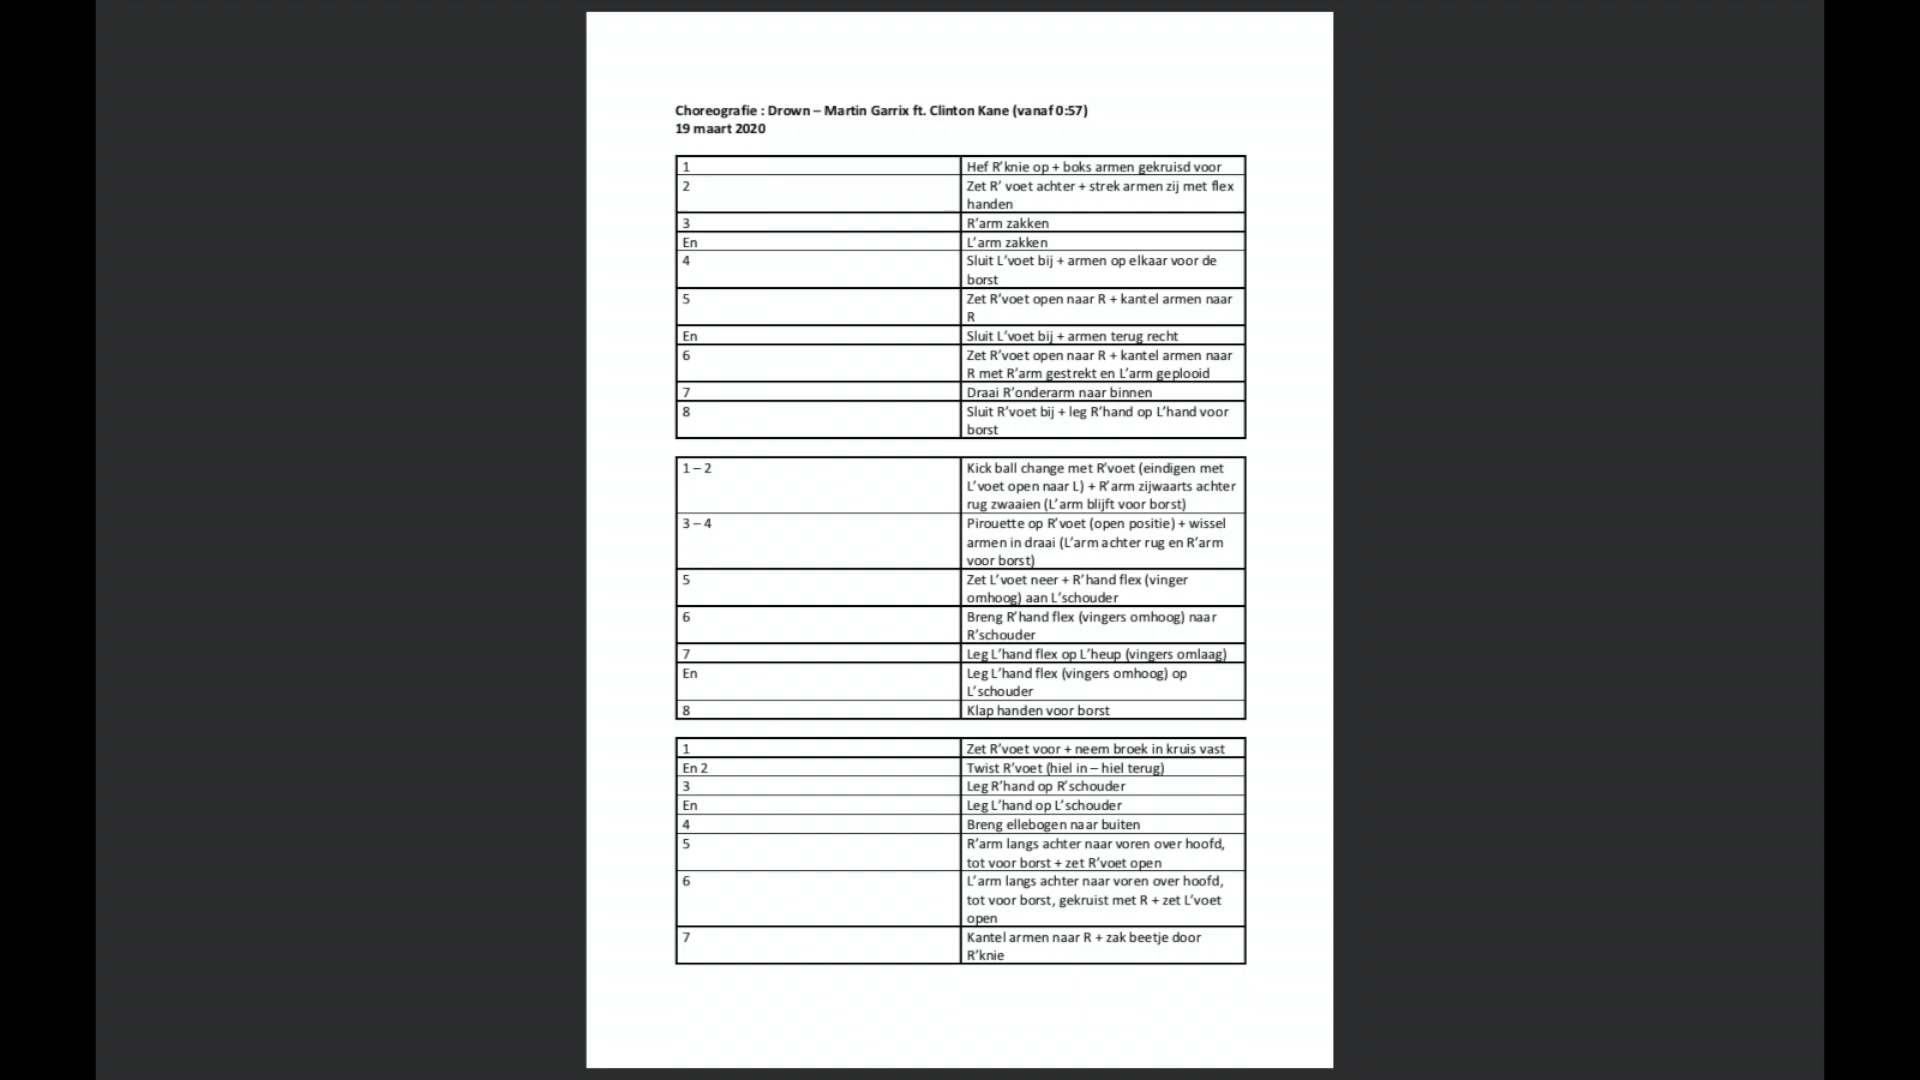 Choreografie : Drown – Martin Garrix ft. Clinton Kane (vanaf 0:57)
19 maart 2020
1 Hef R’knie op + boks armen gekruisd voor
2 Zet R’ voet achter + strek armen zij met flex
handen
3 R’arm zakken
En L’arm zakken
4 Sluit L’voet bij + armen op elkaar voor de
borst
5 Zet R’voet open naar R + kantel armen naar
R
En Sluit L’voet bij + armen terug recht
6 Zet R’voet open naar R + kantel armen naar
R met R’arm gestrekt en L’arm geplooid
7 Draai R’onderarm naar binnen
8 Sluit R’voet bij + leg R’hand op L’hand voor
borst
1 – 2 Kick ball change met R’voet (eindigen met
L’voet open naar L) + R’arm zijwaarts achter
rug zwaaien (L’arm blijft voor borst)
3 – 4 Pirouette op R’voet (open positie) + wissel
armen in draai (L’arm achter rug en R’arm
voor borst)
5 Zet L’voet neer + R’hand flex (vinger
omhoog) aan L’schouder
6 Breng R’hand flex (vingers omhoog) naar
R’schouder
7 Leg L’hand flex op L’heup (vingers omlaag)
En Leg L’hand flex (vingers omhoog) op
L’schouder
8 Klap handen voor borst
1 Zet R’voet voor + neem broek in kruis vast
En 2 Twist R’voet (hiel in – hiel terug)
3 Leg R’hand op R’schouder
En Leg L’hand op L’schouder
4 Breng ellebogen naar buiten
5 R’arm langs achter naar voren over hoofd,
tot voor borst + zet R’voet open
6 L’arm langs achter naar voren over hoofd,
tot voor borst, gekruist met R + zet L’voet
open
7 Kantel armen naar R + zak beetje door
R’knie